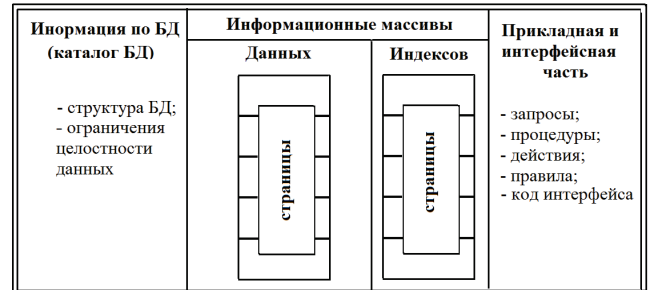 Инормация по БД
(каталог БД)
- структура БД;
- ограничения
целостности
данных
Информационные массивы
Данных
Индексов
страницы
страницы
Прикладная и
интерфейсная
часть
- запросы;
- процедуры;
- действия;
- правила;
- код интерфейса